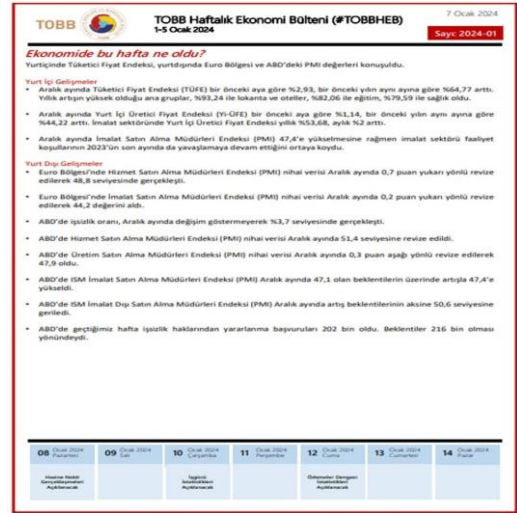 TOBB
TOBB Haftalık Ekonomi Bülteni (#TOBBHEB)
1-5 Ocak 2024
7 Ocak 2024
Sayı: 2024-01
Ekonomide bu hafta ne oldu?
Yurtiçinde Tüketici Fiyat Endeksi, yurtdışında Euro Bölgesi ve ABD'deki PMI değerleri konuşuldu.
Yurt İçi Gelişmeler
• Aralık ayında Tüketici Fiyat Endeksi (TÜFE) bir önceki aya göre %2,93, bir önceki yılın aynı ayına göre %64,77 arttı.
Yıllık artışın yüksek olduğu ana gruplar, %93,24 ile lokanta ve oteller, %82,06 ile eğitim, %79,59 ile sağlık oldu.
• Aralık ayında Yurt İçi Üretici Fiyat Endeksi (Yi-ÜFE) bir önceki aya göre %1,14, bir önceki yılın aynı ayına göre
%44,22 arttı. İmalat sektöründe Yurt İçi Üretici Fiyat Endeksi yıllık %53,68, aylık %2 arttı.
• Aralık ayında İmalat Satın Alma Müdürleri Endeksi (PMI) 47,4'e yükselmesine rağmen imalat sektörü faaliyet
koşullarının 2023'ün son ayında da yavaşlamaya devam ettiğini ortaya koydu.
Yurt Dışı Gelişmeler
• Euro Bölgesi'nde Hizmet Satın Alma Müdürleri Endeksi (PMI) nihai verisi Aralık ayında 0,7 puan yukarı yönlü revize
edilerek 48,8 seviyesinde gerçekleşti.
• Euro Bölgesi'nde İmalat Satın Alma Müdürleri Endeksi (PMI) nihai verisi Aralık ayında 0,2 puan yukarı yönlü revize
edilerek 44,2 değerini aldı.
• ABD'de işsizlik oranı, Aralık ayında değişim göstermeyerek %3,7 seviyesinde gerçekleşti.
• ABD'de Hizmet Satın Alma Müdürleri Endeksi (PMI) nihai verisi Aralık ayında 51,4 seviyesine revize edildi.
• ABD'de Üretim Satın Alma Müdürleri Endeksi (PMI) nihai verisi Aralık ayında 0,3 puan aşağı yönlü revize edilerek
47,9 oldu.
• ABD'de ISM İmalat Satın Alma Müdürleri Endeksi (PMI) Aralık ayında 47,1 olan beklentilerin üzerinde artışla 47,4'e
yükseldi.
• ABD'de ISM İmalat Dışı Satın Alma Müdürleri Endeksi (PMI) Aralık ayında artış beklentilerinin aksine 50,6 seviyesine
geriledi.
• ABD'de geçtiğimiz hafta işsizlik haklarından yararlanma başvuruları 202 bin oldu. Beklentiler 216 bin olması
yönündeydi.
08 Ocak 2024 Pazartesi
09 Ocak 2024 Salı
10 Ocak 2024 Çarşamba
11 Ocak 2024 Perşembe
12 Ocak 2024 Cuma
13 Ocak 2024 Cumartesi
14 Ocak 2024 Pazar
Hazine Nakit
Gerçekleşmeleri
Açıklanacak
İşgücü
İstatistikleri
Açıklanacak
Ödemeler Dengesi
İstatistikleri
Açıklanacak